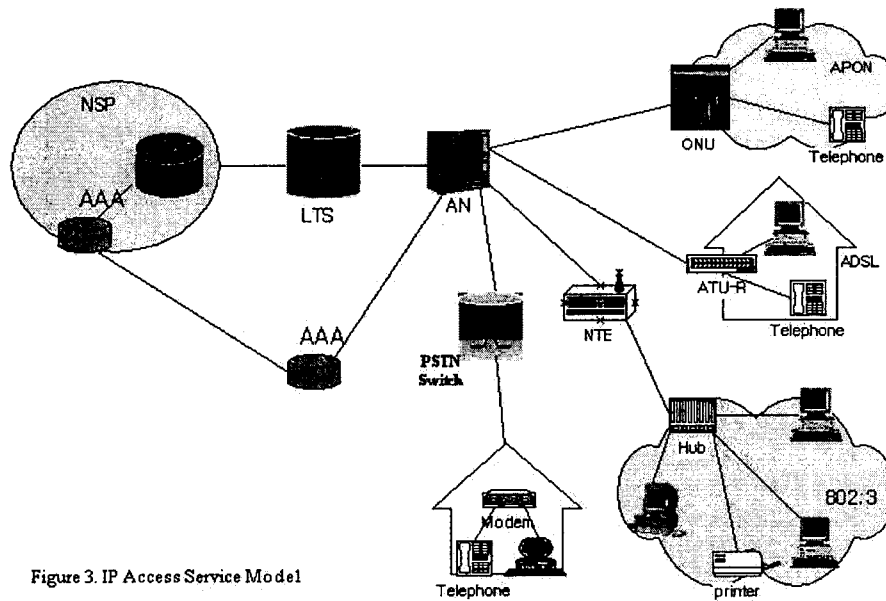 NSP
AAA
LTS
AN
AAA
PSTN
Switch
NTE
ONU
APON
Telephone
ATU-R
ADSL
Telephone
Hub
802:3
printer
Modem
Telephone
Figure 3. IP Access Service Model